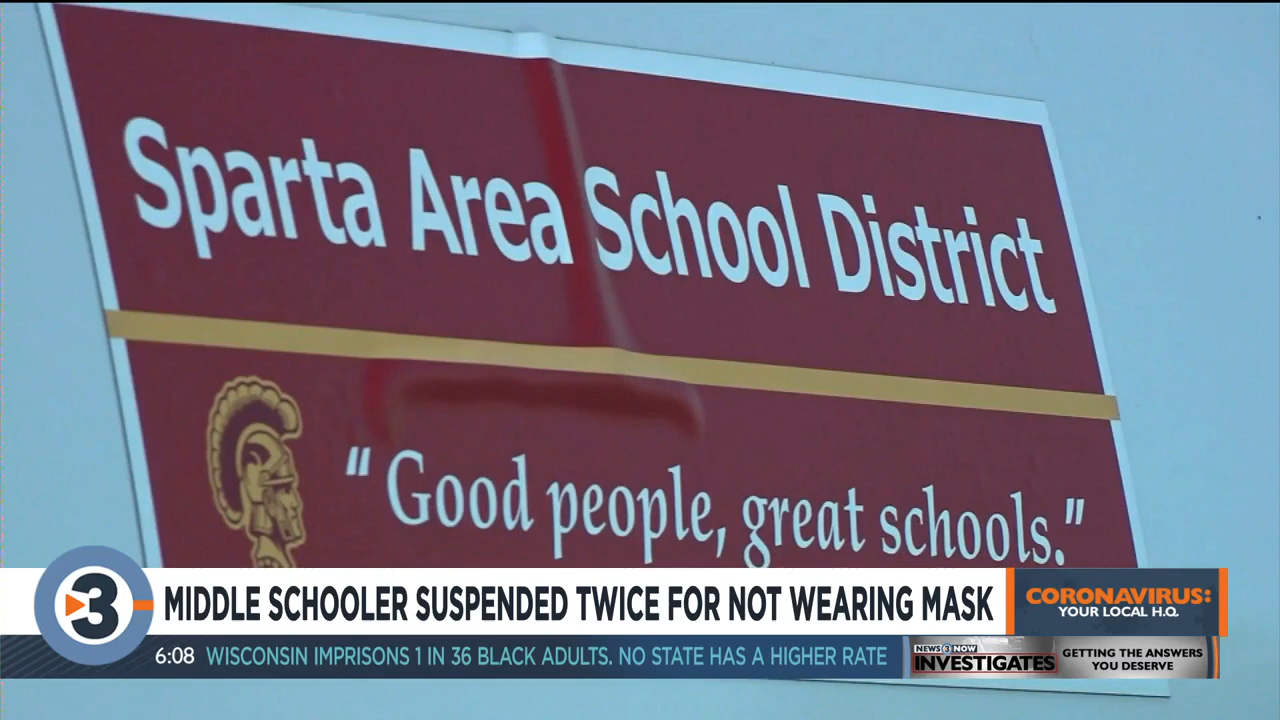 Sparta Area School District
“Good people, great schools.”
3
MIDDLE SCHOOLER SUSPENDED TWICE FOR NOT WEARING MASK
CORONAVIRUS:
YOUR LOCAL H.Q.
6:08 WISCONSIN IMPRISONS 1 IN 36 BLACK ADULTS. NO STATE HAS A HIGHER RATE
NEWS 3 NOW
INVESTIGATES
GETTING THE ANSWERS
YOU DESERVE